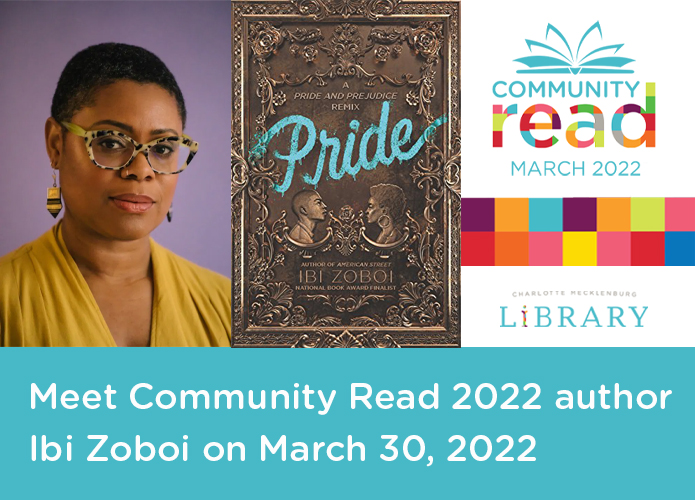 A
PRIDE AND PREJUDICE
REMIX
Pride
AUTHOR OF AMERICAN STREET
IBI ZOBOI
NATIONAL BOOK AWARD FINALIST
COMMUNITY
read
MARCH 2022
CHARLOTTE MECKLENBURG
LiBRARY
Meet Community Read 2022 author
Ibi Zoboi on March 30, 2022